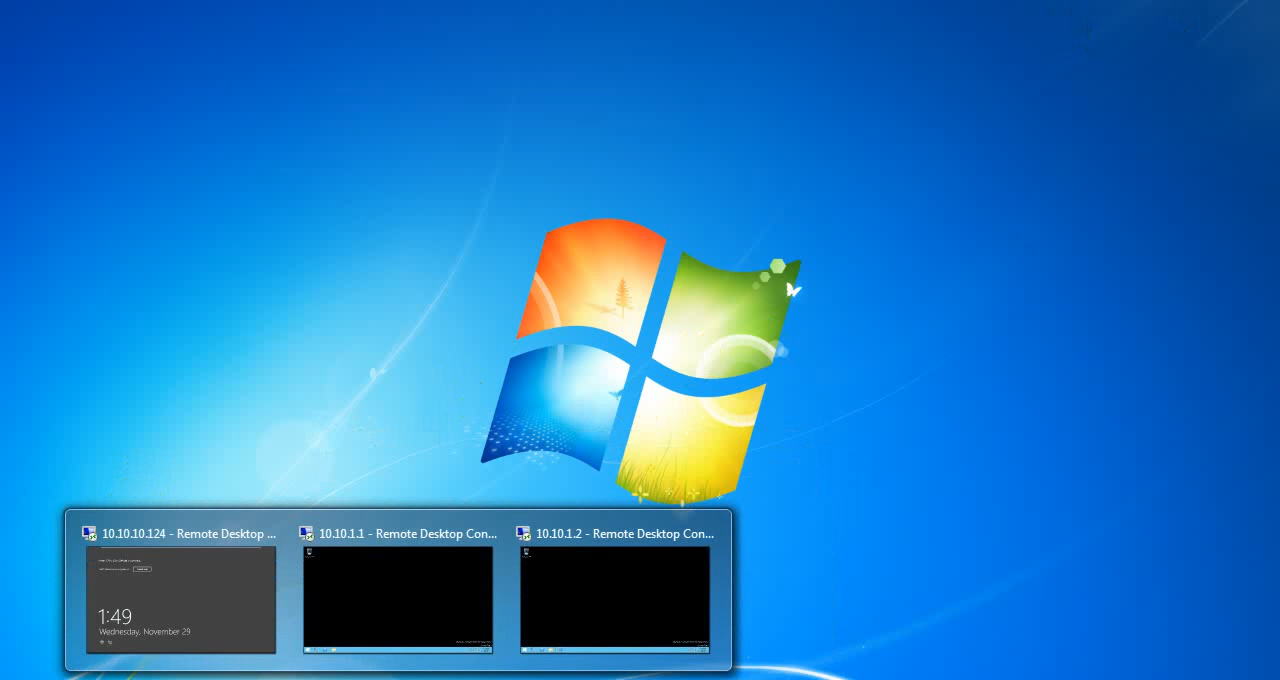 10.10.10.124 - Remote Desktop ...
10.10.1.1 - Remote Desktop Con...
10.10.1.2 - Remote Desktop Con...
1:49
Wednesday, November 29